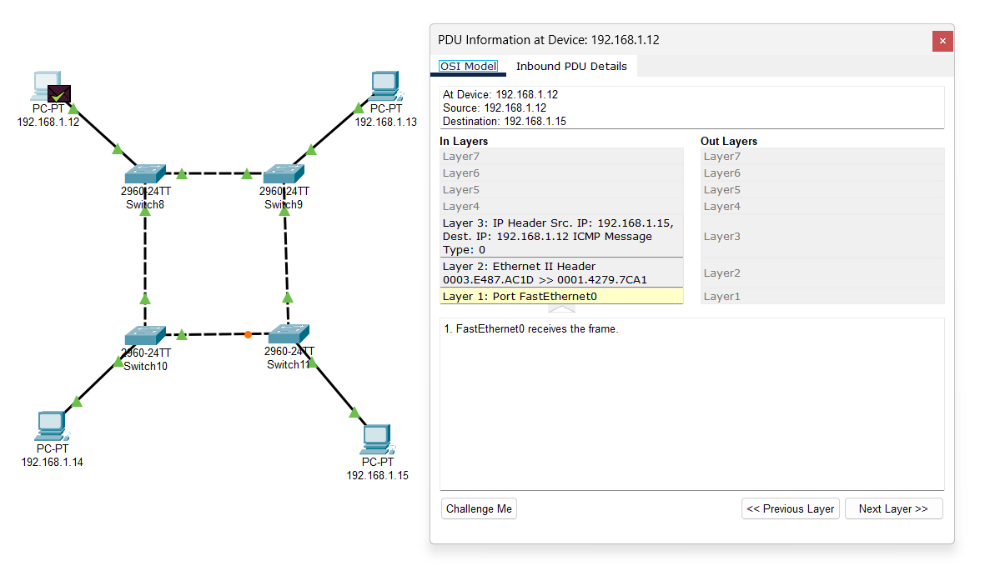 PC-PT
192.168.1.12
PC-PT
192.168.1.13
2960-24TT
Switch8
2960-24TT
Switch9
2960-24TT
Switch10
2960-24TT
Switch11
PC-PT
192.168.1.14
PC-PT
192.168.1.15
PDU Information at Device: 192.168.1.12
OSI Model
Inbound PDU Details
At Device: 192.168.1.12
Source: 192.168.1.12
Destination: 192.168.1.15
In Layers
Layer7
Layer6
Layer5
Layer4
Layer 3: IP Header Src. IP: 192.168.1.15,
Dest. IP: 192.168.1.12 ICMP Message
Type: 0
Layer 2: Ethernet II Header
0003.E487.AC1D >> 0001.4279.7CA1
Layer 1: Port FastEthernet0
Out Layers
Layer7
Layer6
Layer5
Layer4
Layer3
Layer2
Layer1
1. FastEthernet0 receives the frame.
Challenge Me
<< Previous Layer
Next Layer >>